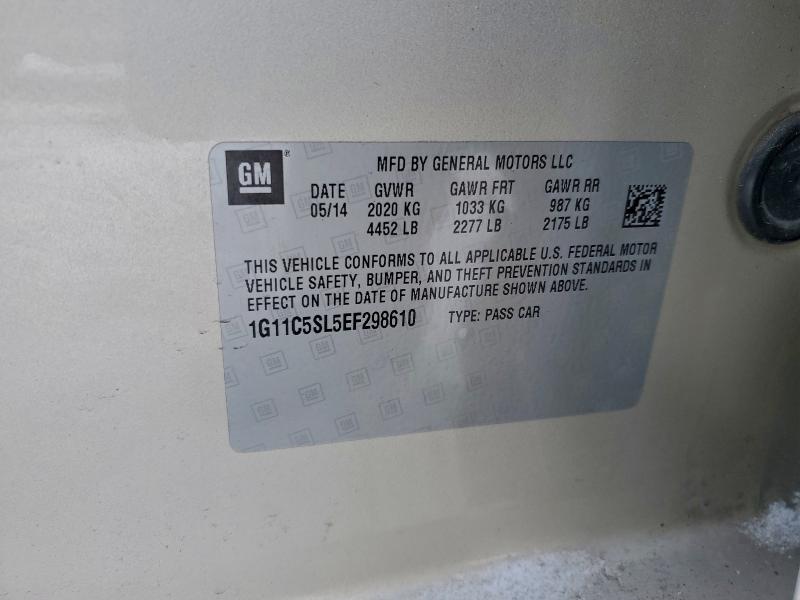 GM
MFD BY GENERAL MOTORS LLC
DATE GVWR GAWR FRT GAWR RR
05/14 2020 KG 1033 KG 987 KG
4452 LB 2277 LB 2175 LB
THIS VEHICLE CONFORMS TO ALL APPLICABLE U.S. FEDERAL MOTOR
VEHICLE SAFETY, BUMPER, AND THEFT PREVENTION STANDARDS IN
EFFECT ON THE DATE OF MANUFACTURE SHOWN ABOVE.
1G11C5SL5EF298610 TYPE: PASS CAR